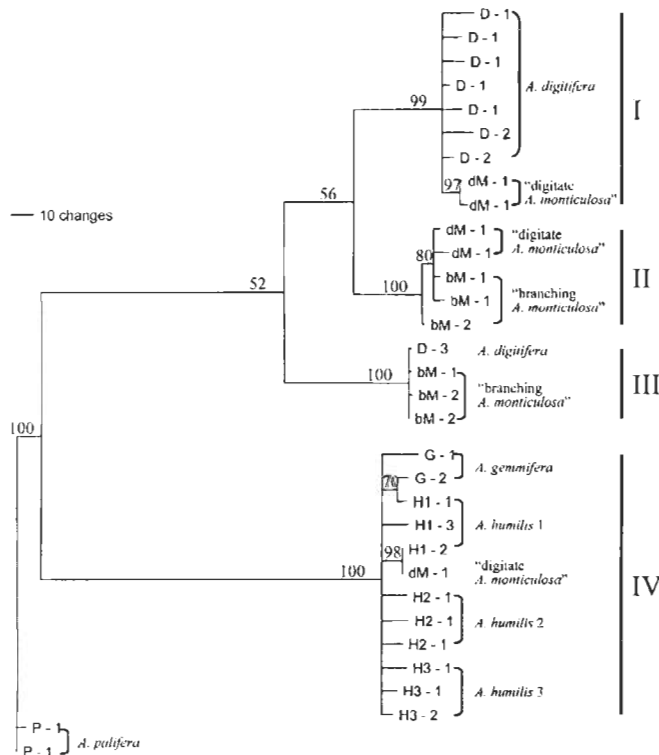 D - 1
D - 1
D - 1
D - 1
D - 1
D - 2
D - 2
A. digitifera
99
97
dM - 1
dM - 1
"digitate
A. monticulosa"
I
10 changes
56
dM - 1
dM - 1
"digitate
A. monticulosa"
80
bM - 1
bM - 1
bM - 2
"branching
A. monticulosa"
100
II
52
D - 3
A. digitifera
bM - 1
bM - 2
bM - 2
"branching
A. monticulosa"
100
III
100
G - 1
G - 2
A. gemmifera
70
H1 - 1
H1 - 3
H1 - 2
A. humilis 1
98
dM - 1
"digitate
A. monticulosa"
100
IV
H2 - 1
H2 - 1
H2 - 1
A. humilis 2
H3 - 1
H3 - 1
H3 - 2
A. humilis 3
P - 1
P - 1
A. palifera